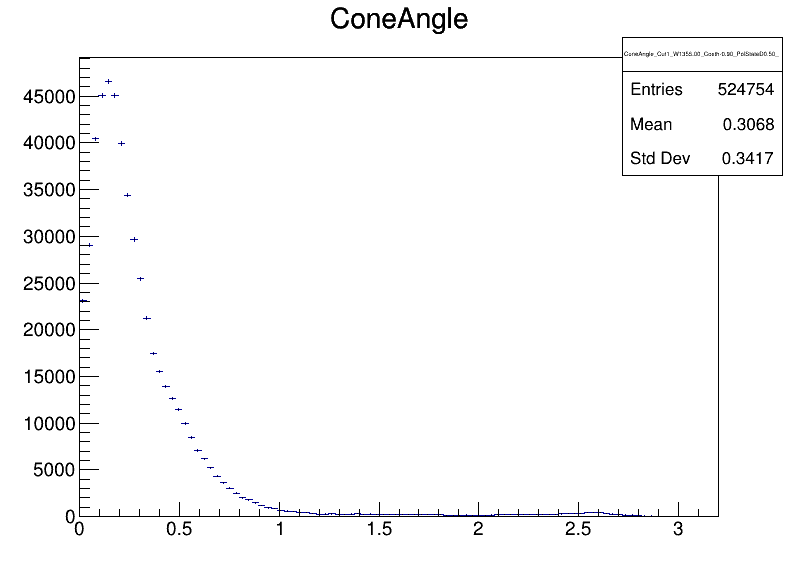 ConeAngle
ConeAngle_Cut1_W1355.00_Costh-0.90_PolStateD0.50_
Entries 524754
Mean 0.3068
Std Dev 0.3417
45000
40000
35000
30000
25000
20000
15000
10000
5000
0
0 0.5 1 1.5 2 2.5 3